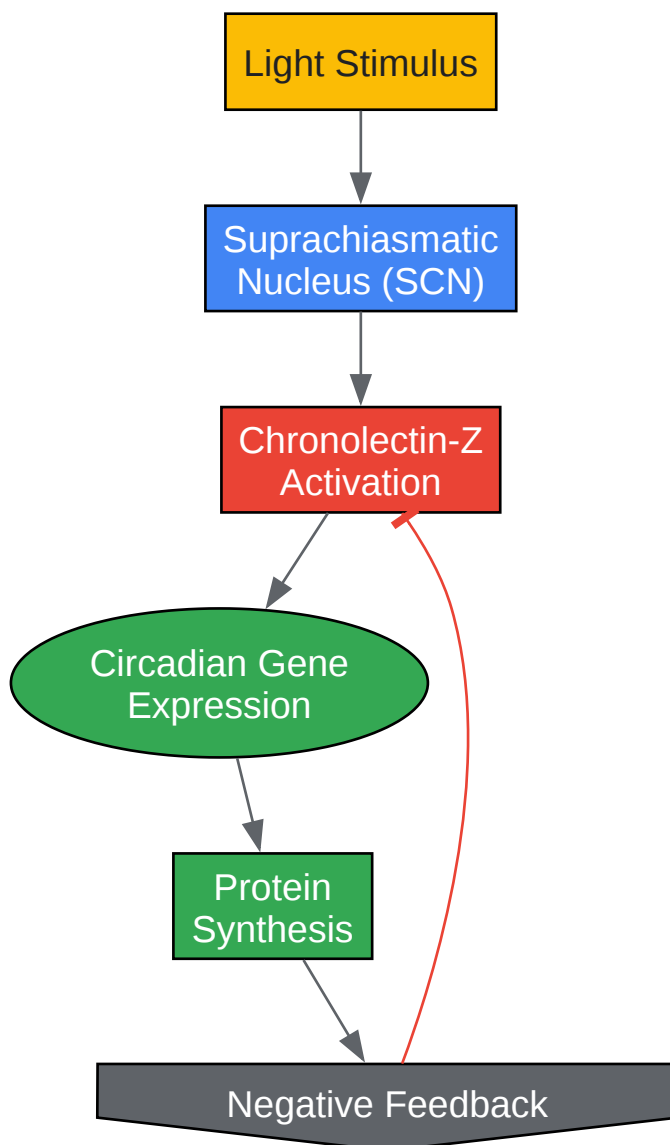 Light Stimulus
Suprachiasmatic
Nucleus (SCN)
Chronolectin-Z
Activation
Circadian Gene
Expression
Protein
Synthesis
Negative Feedback